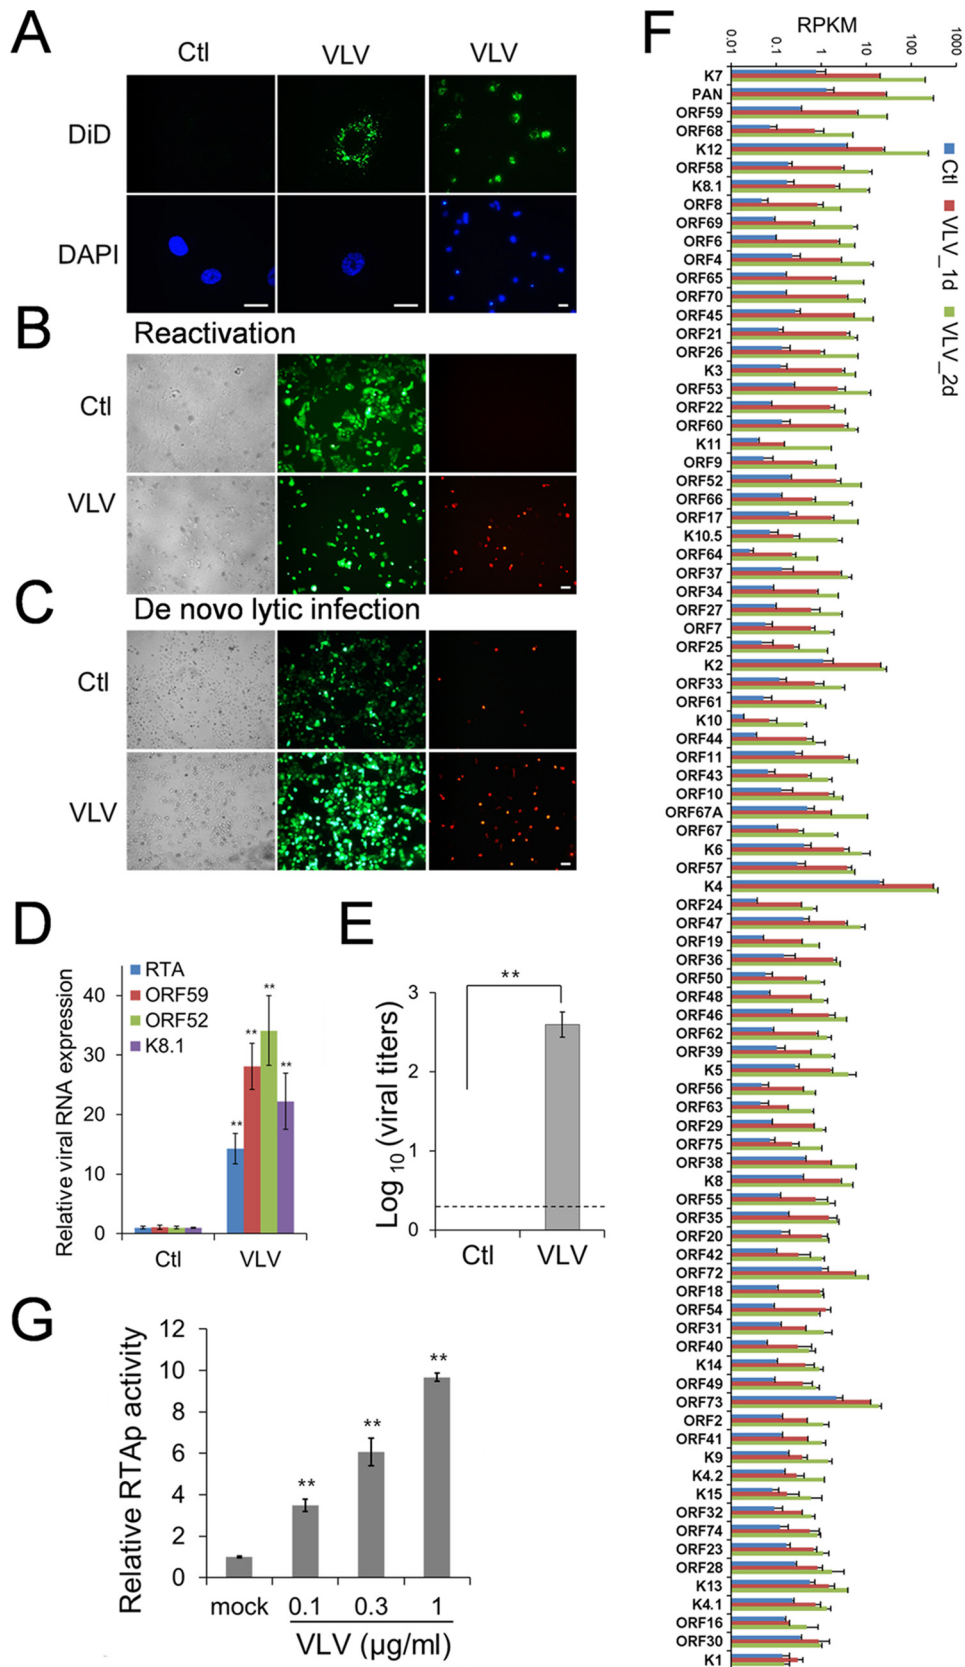 A
Ctl
VLV
VLV
DiD
DAPI
B
Reactivation
Ctl
VLV
C
De novo lytic infection
Ctl
VLV
D
Relative viral RNA expression
40
30
20
10
0
RTA
ORF59
ORF52
K8.1
**
**
**
**
Ctl
VLV
E
Log 10 (viral titers)
3
2
1
0
**
Ctl
VLV
G
Relative RTAp activity
12
10
8
6
4
2
0
**
**
**
mock
0.1
0.3
1
VLV (µg/ml)
F
RPKM
0.01
0.1
1
10
100
1000
Ctl
VLV_1d
VLV_2d
K7
PAN
ORF59
ORF68
K12
ORF58
K8.1
ORF8
ORF69
ORF6
ORF4
ORF65
ORF70
ORF45
ORF21
ORF26
K3
ORF53
ORF22
ORF60
K11
ORF9
ORF52
ORF66
ORF17
K10.5
ORF64
ORF37
ORF34
ORF27
ORF7
ORF25
K2
ORF33
ORF61
K10
ORF44
ORF11
ORF43
ORF10
ORF67A
ORF67
K6
ORF57
K4
ORF24
ORF47
ORF19
ORF36
ORF50
ORF48
ORF46
ORF62
ORF39
K5
ORF56
ORF63
ORF29
ORF75
ORF38
K8
ORF55
ORF35
ORF20
ORF42
ORF72
ORF18
ORF54
ORF31
ORF40
K14
ORF49
ORF73
ORF2
ORF41
K9
K4.2
K15
ORF32
ORF74
ORF23
ORF28
K13
K4.1
ORF16
ORF30
K1